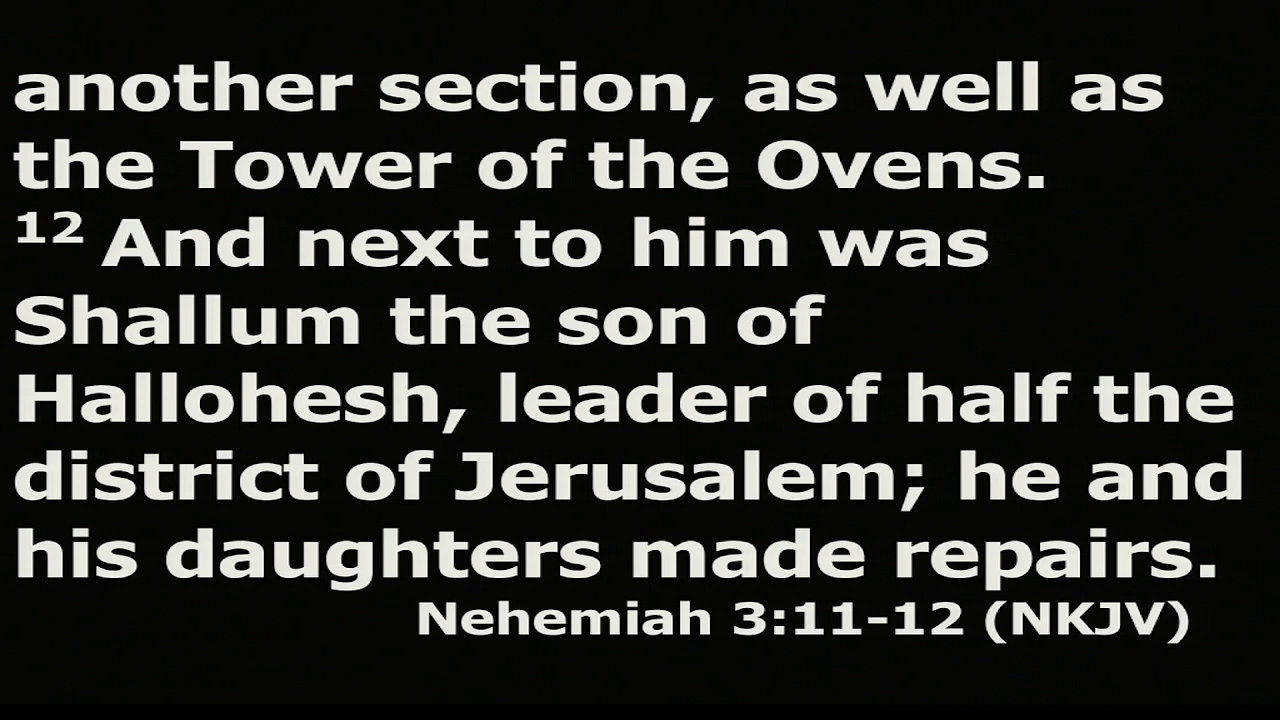 another section, as well as
the Tower of the Ovens.
12 And next to him was
Shallum the son of
Hallohesh, leader of half the
district of Jerusalem; he and
his daughters made repairs.
Nehemiah 3:11-12 (NKJV)